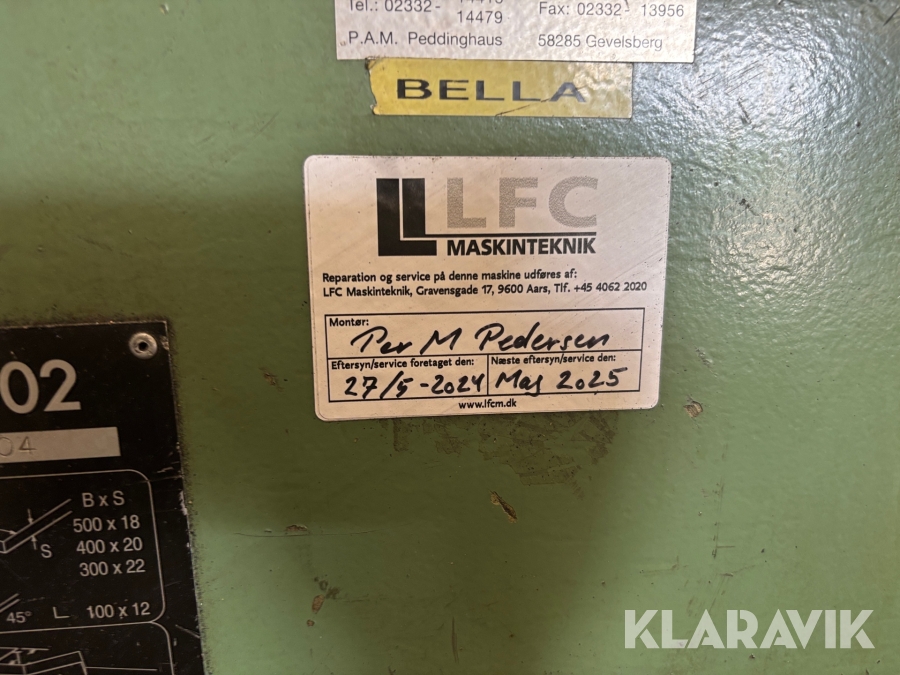 Tel.: 02332-
14479
Fax: 02332- 13956
P.A.M. Peddinghaus 58285 Gevelsberg
BELLA
LFC
MASKINTEKNIK
Reparation og service på denne maskine udføres af:
LFC Maskinteknik, Gravensgade 17, 9600 Aars, Tlf. +45 4062 2020
Montør:
Per M Pedersen
Eftersyn/service foretaget den: Næste eftersyn/service den:
27/5-2024 Maj 2025
www.lfcm.dk
02
04
B x S
500 x 18
S 400 x 20
300 x 22
45° L 100 x 12
KLARAVIK